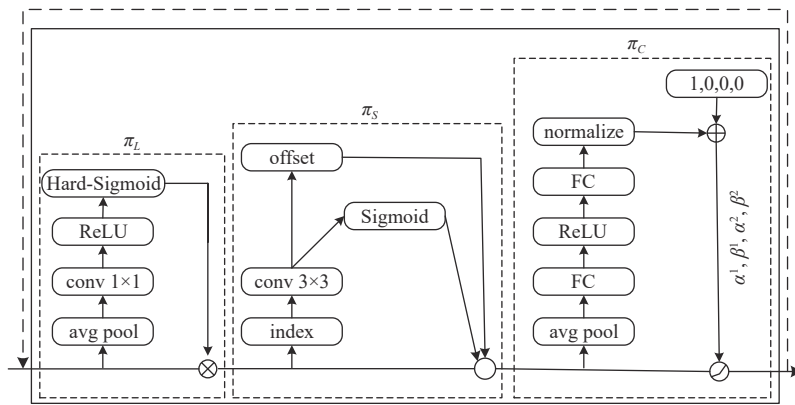 π_L
Hard-Sigmoid
ReLU
conv 1×1
avg pool
π_S
offset
Sigmoid
conv 3×3
index
π_C
1,0,0,0
normalize
FC
ReLU
FC
avg pool
α¹, β¹, α², β²